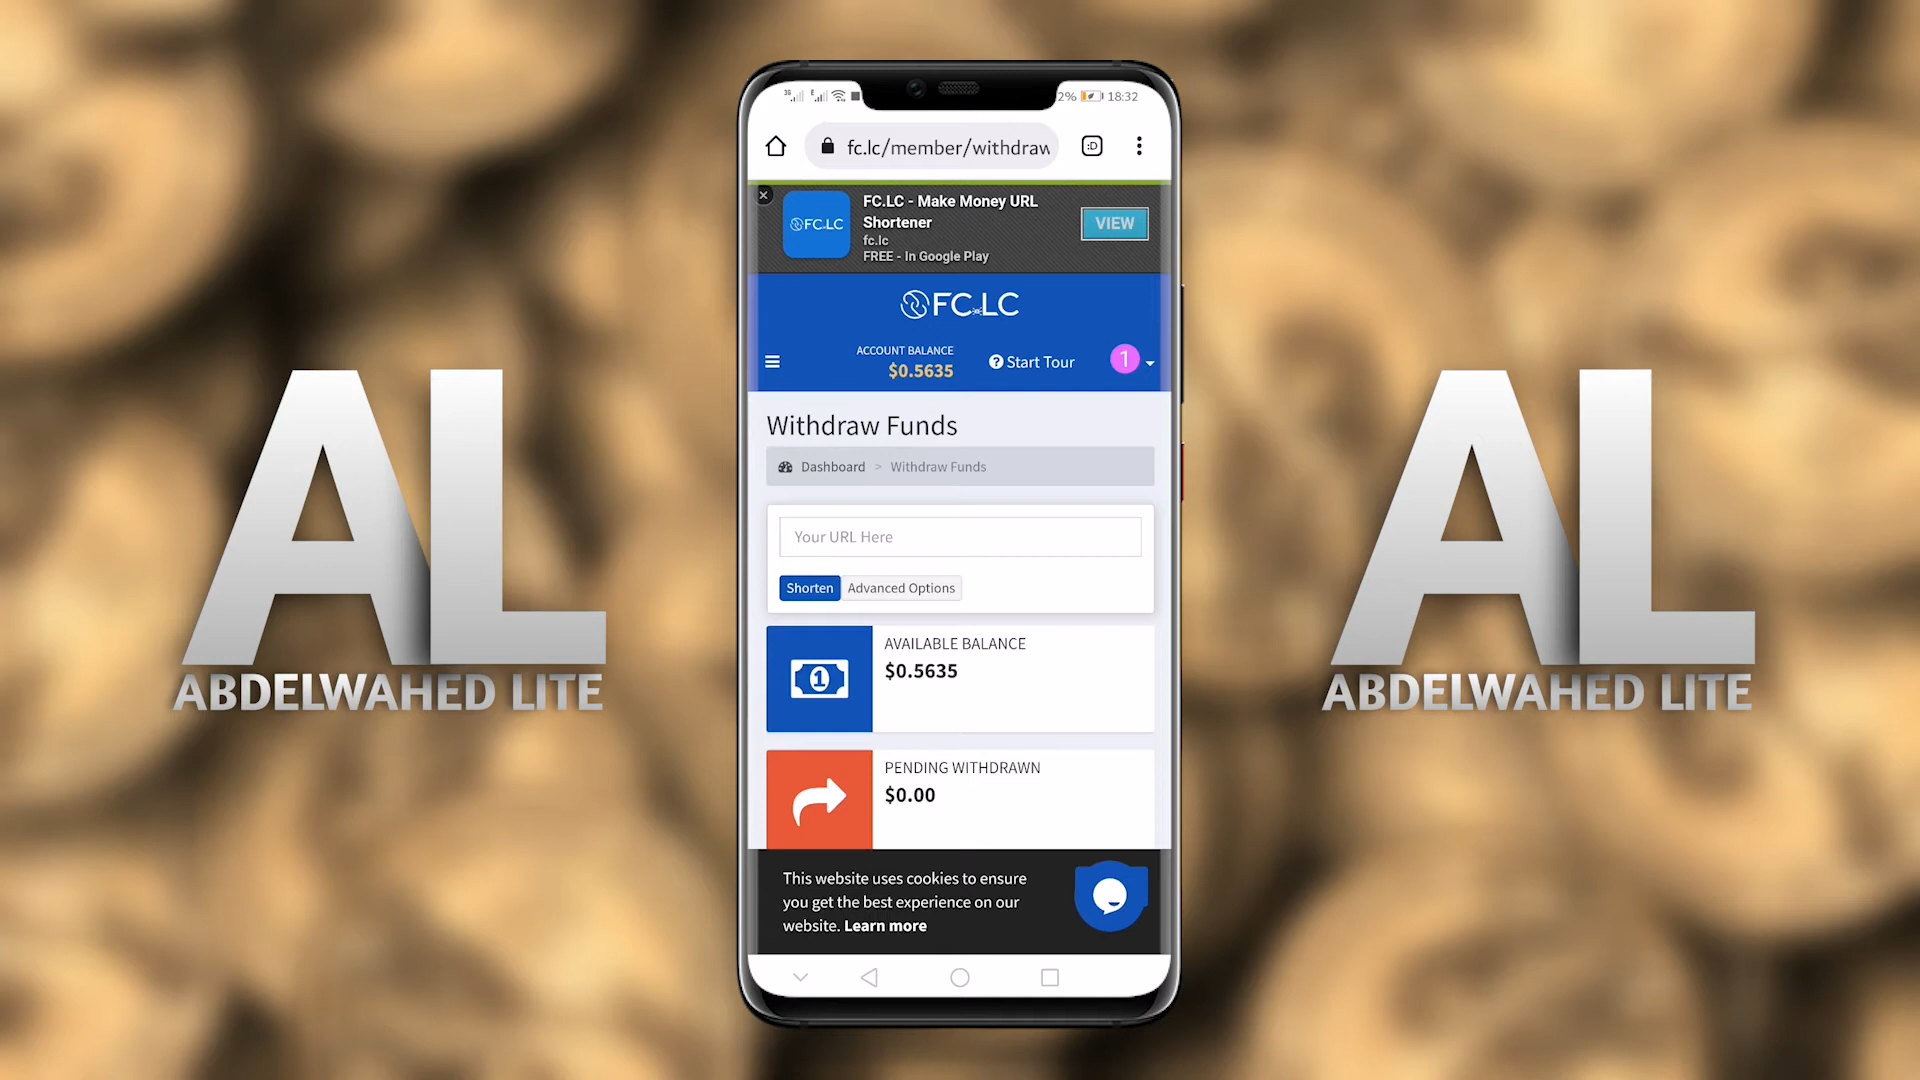 3G E 2% 18:32
fc.lc/member/withdraw
FC.LC
FC.LC - Make Money URL
Shortener
fc.lc
FREE - In Google Play
VIEW
FC.LC
ACCOUNT BALANCE
$0.5635
Start Tour
1
Withdraw Funds
Dashboard > Withdraw Funds
Your URL Here
Shorten Advanced Options
AVAILABLE BALANCE
$0.5635
PENDING WITHDRAWN
$0.00
This website uses cookies to ensure
you get the best experience on our
website. Learn more
AL
ABDELWAHED LITE
AL
ABDELWAHED LITE